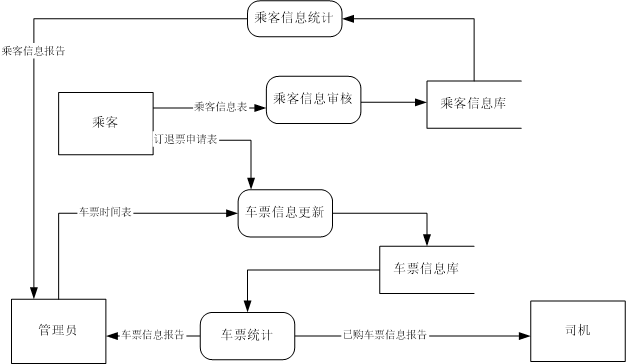 乘客信息统计
乘客信息报告
乘客
乘客信息表
乘客信息审核
乘客信息库
订退票申请表
车票时间表
车票信息更新
车票信息库
管理员
车票信息报告
车票统计
已购车票信息报告
司机